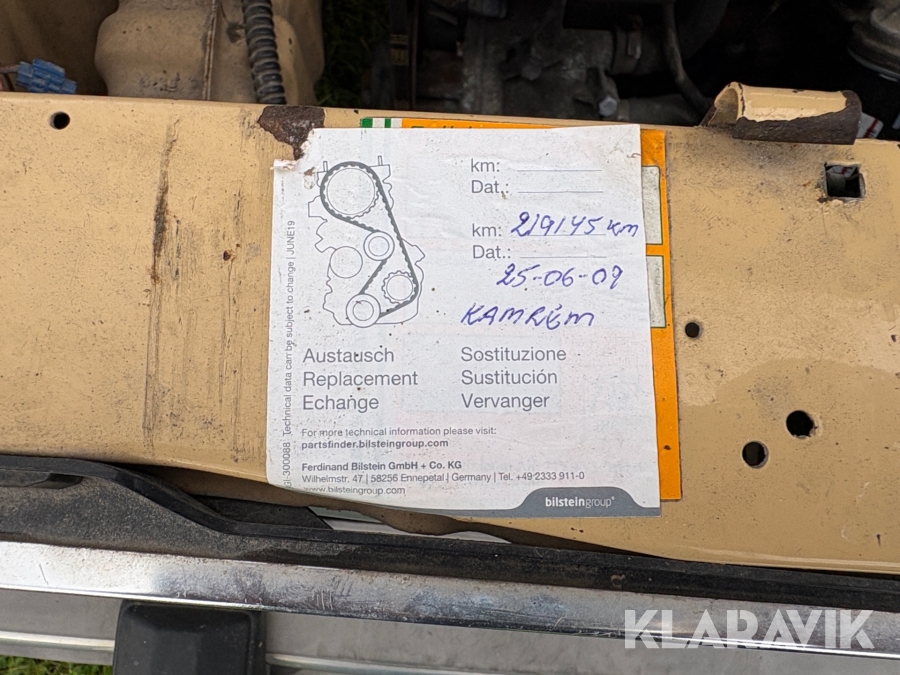 km:
Dat.:
km: 219145 km
Dat.:
25-06-09
KAMREM
Austausch
Replacement
Echange
Sostituzione
Sustitución
Vervanger
For more technical information please visit:
partsfinder.bilsteingroup.com
Ferdinand Bilstein GmbH + Co. KG
Wilhelmstr. 47 | 58256 Ennepetal | Germany | Tel. +49 2333 911-0
www.bilsteingroup.com
bilsteingroup®
GI-300088 Technical data can be subject to change | JUNE19
KLARAVIK